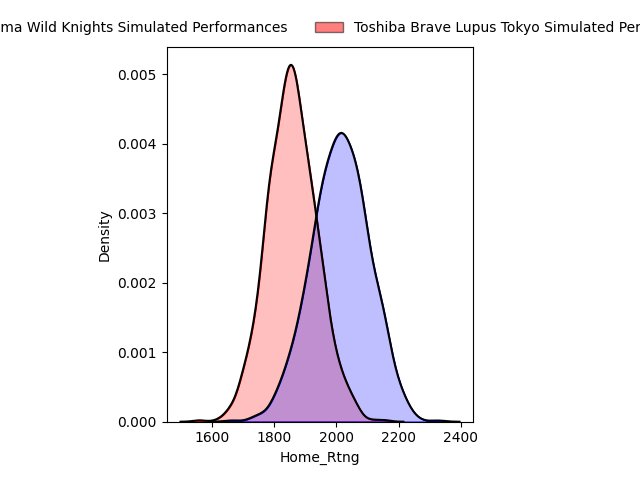 ma Wild Knights Simulated Performances
Toshiba Brave Lupus Tokyo Simulated Per
0.005
0.004
0.003
0.002
0.001
0.000
Density
1600 1800 2000 2200 2400
Home_Rtng